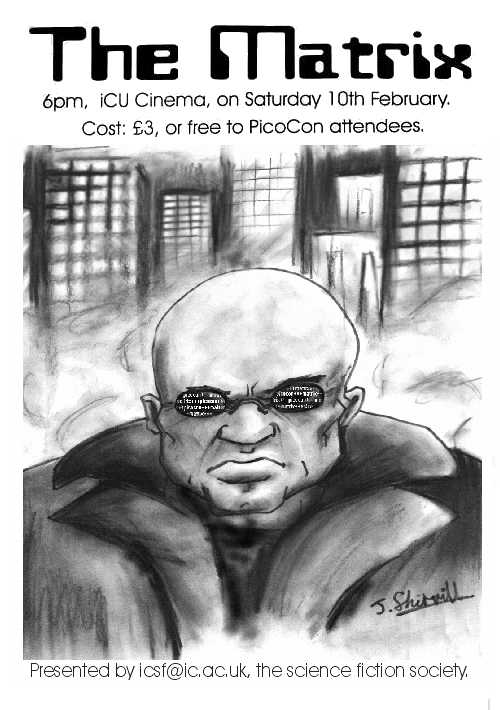 The Matrix
6pm, iCU Cinema, on Saturday 10th February.
Cost: £3, or free to PicoCon attendees.
J. Shirvill
Presented by icsf@ic.ac.uk, the science fiction society.